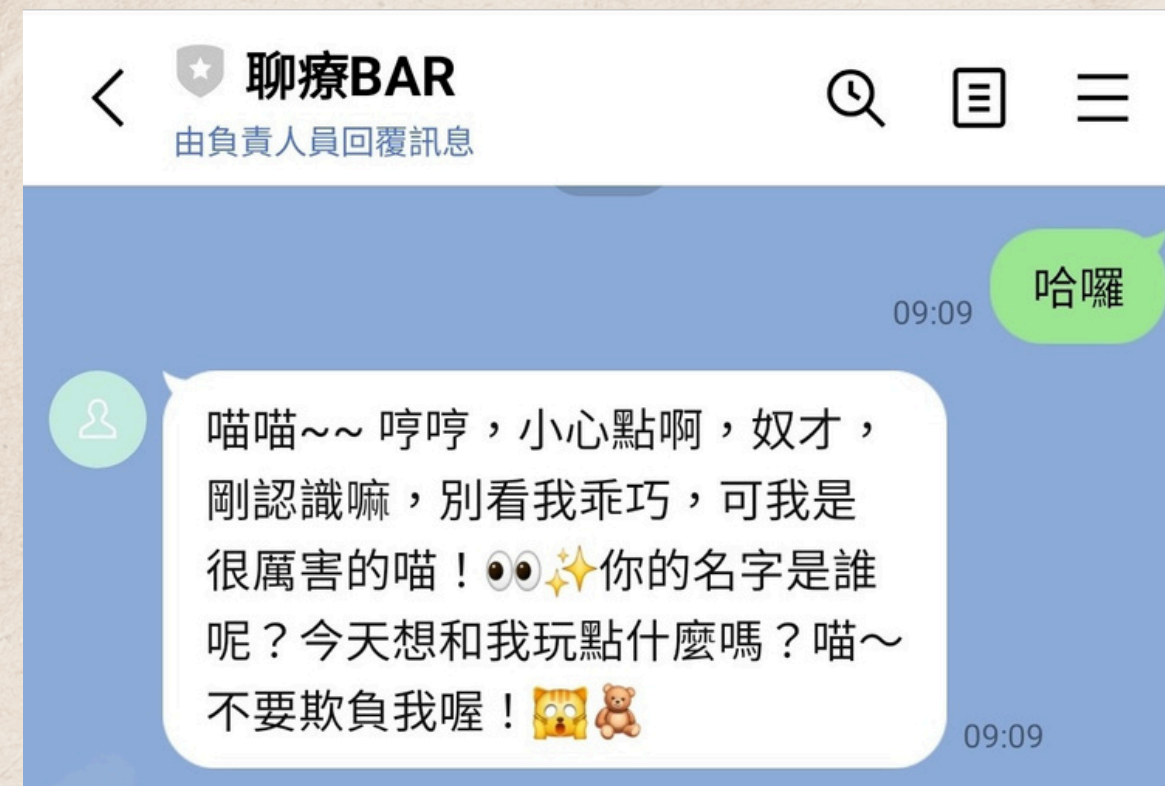 聊療BAR
由負責人員回覆訊息
哈囉
09:09
喵喵~~ 哼哼，小心點啊，奴才，
剛認識嘛，別看我乖巧，可我是
很厲害的喵！👀✨你的名字是誰
呢？今天想和我玩點什麼嗎？喵～
不要欺負我喔！🙀🧸
09:09